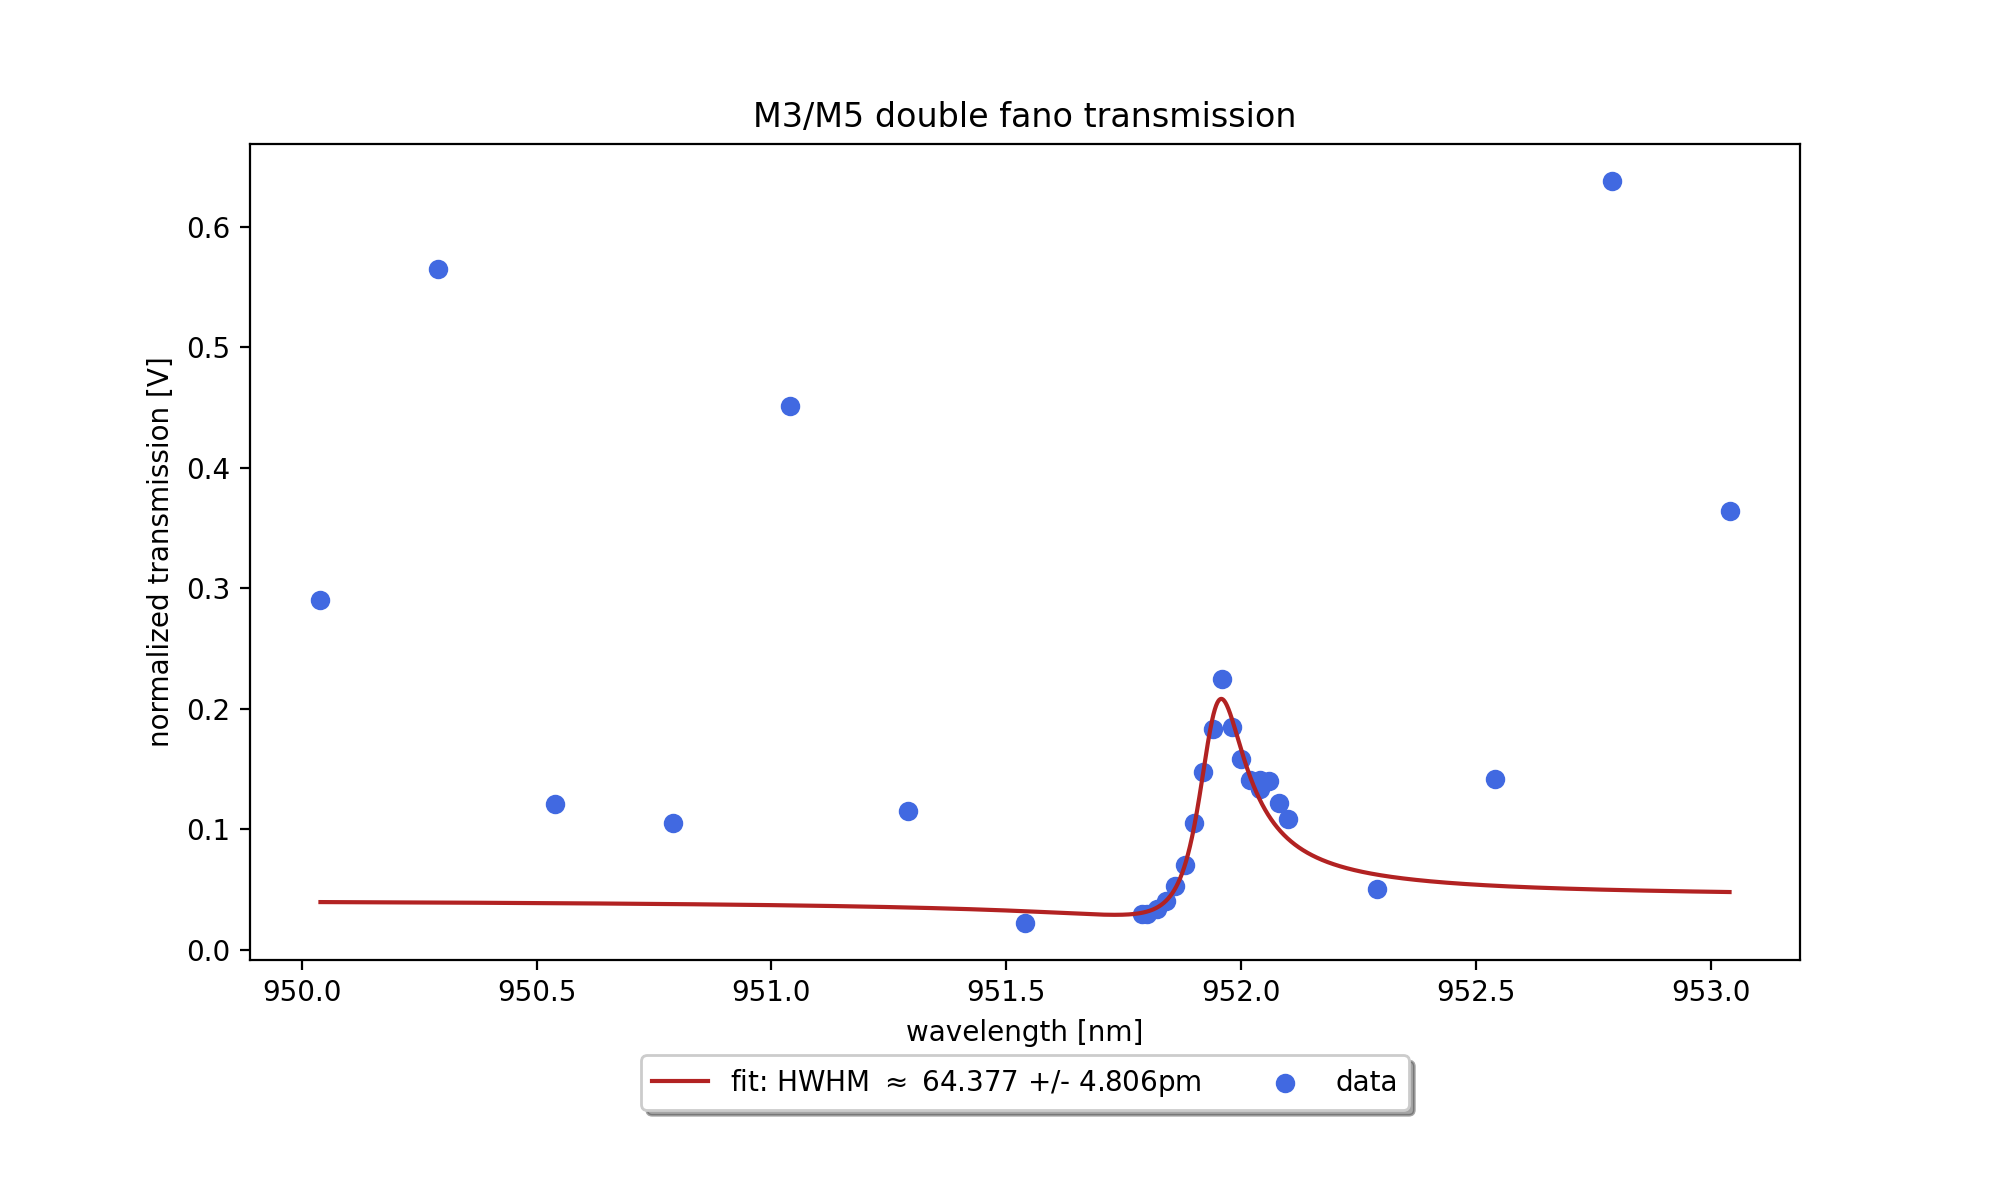 M3/M5 double fano transmission
normalized transmission [V]
0.6
0.5
0.4
0.3
0.2
0.1
0.0
950.0 950.5 951.0 951.5 952.0 952.5 953.0
wavelength [nm]
fit: HWHM ≈ 64.377 +/- 4.806pm data